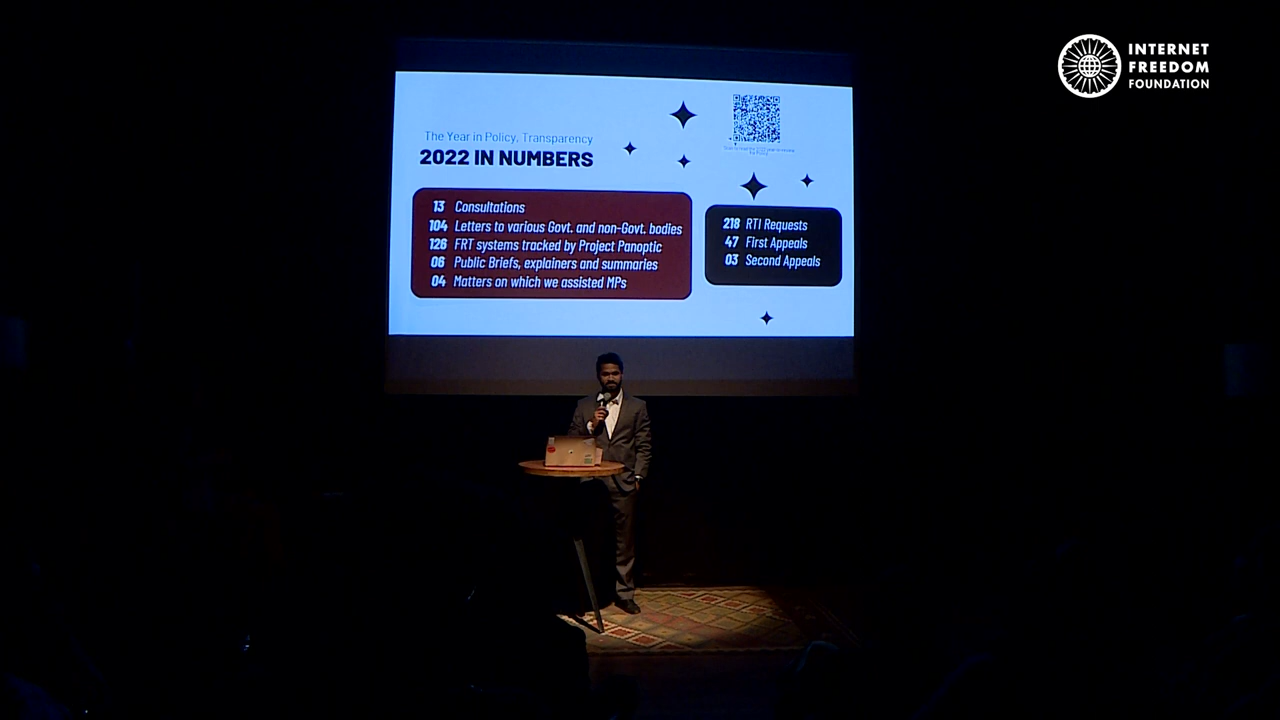 INTERNET
FREEDOM
FOUNDATION
The Year in Policy, Transparency
2022 IN NUMBERS
13 Consultations
104 Letters to various Govt. and non-Govt. bodies
126 FRT systems tracked by Project Panoptic
06 Public Briefs, explainers and summaries
04 Matters on which we assisted MPs
218 RTI Requests
47 First Appeals
03 Second Appeals